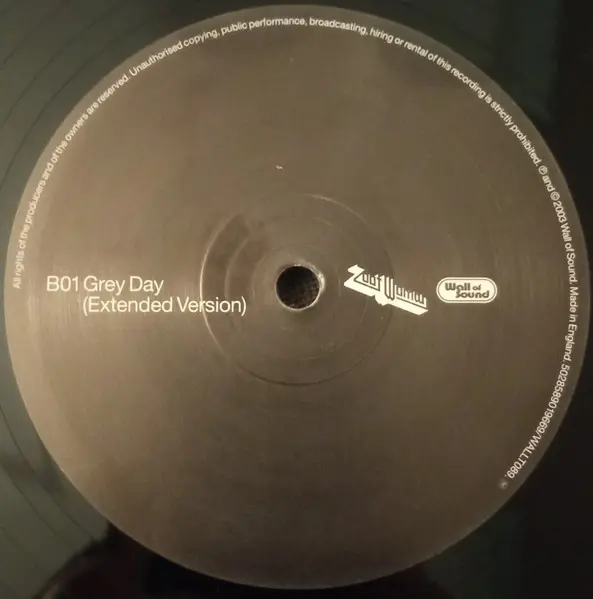 All rights of the producers and of the owners are reserved. Unauthorised copying, public performance, broadcasting, hiring or rental of this recording is strictly prohibited. ℗ and © 2003 Wall of Sound. Made in England. 5028589019669/WALLT089.
B01 Grey Day
(Extended Version)
Zoot Woman
Wall of
Sound